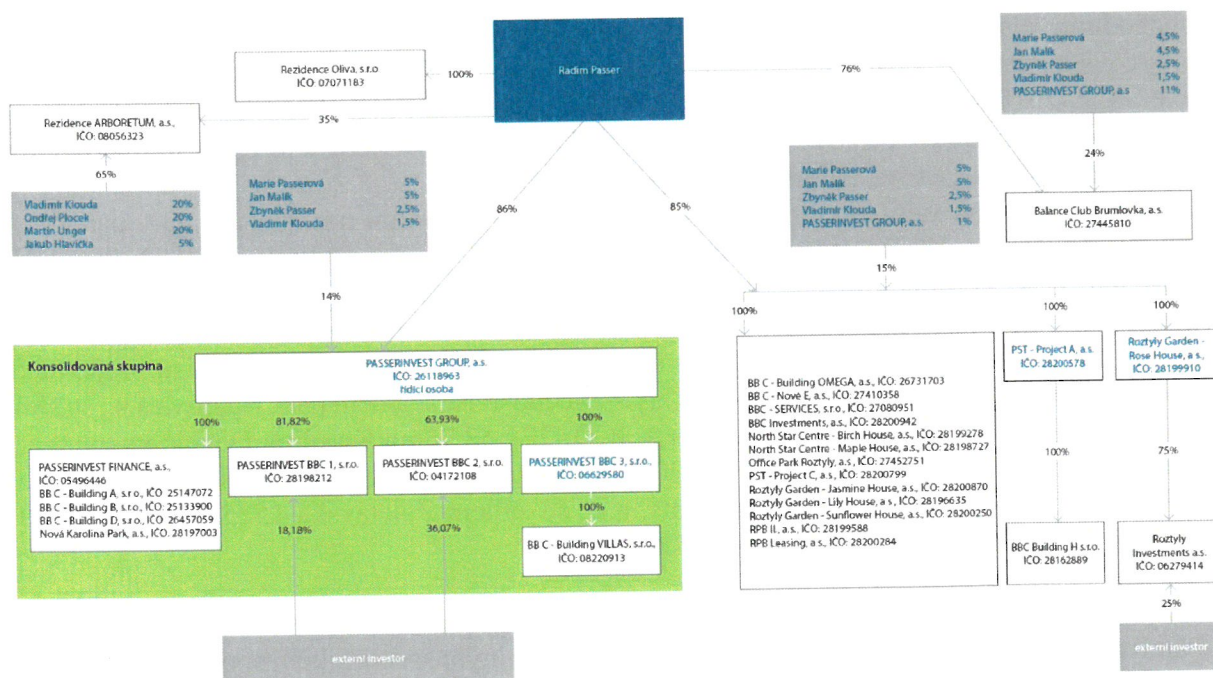 Radim Passer
Rezidence Oliva, s.r.o
IČO: 07071183
100%
35%
Rezidence ARBORETUM, a.s.,
IČO: 08056323
65%
Vladimír Klouda 20%
Ondřej Plocek 20%
Martin Unger 20%
Jakub Hlavička 5%
Marie Passerová 5%
Jan Malík 5%
Zbyněk Passer 2,5%
Vladimír Klouda 1,5%
14%
86%
85%
76%
Marie Passerová 4,5%
Jan Malík 4,5%
Zbyněk Passer 2,5%
Vladimír Klouda 1,5%
PASSERINVEST GROUP, a.s 11%
24%
Balance Club Brumlovka, a.s.
IČO: 27445810
Marie Passerová 5%
Jan Malík 5%
Zbyněk Passer 2,5%
Vladimír Klouda 1,5%
PASSERINVEST GROUP, a.s. 1%
15%
Konsolidovaná skupina
PASSERINVEST GROUP, a.s.
IČO: 26118963
řídící osoba
100%
81,82%
63,93%
100%
PASSERINVEST FINANCE, a.s.,
IČO: 05496446
BB C - Building A, s.r.o., IČO 25147072
BB C - Building B, s.r.o., IČO: 25133900
BB C - Building D, s.r.o., IČO: 26457059
Nová Karolina Park, a.s., IČO: 28197003
PASSERINVEST BBC 1, s.r.o.
IČO: 28198212
18,18%
PASSERINVEST BBC 2, s.r.o.
IČO: 04172108
36,07%
PASSERINVEST BBC 3, s.r.o.,
IČO: 06629580
100%
BB C - Building VILLAS, s.r.o.,
IČO: 08220913
externí investor
100%
BB C - Building OMEGA, a.s., IČO: 26731703
BB C - Nové E, a.s., IČO: 27410358
BBC - SERVICES, s.r.o., IČO: 27080951
BBC Investments, a.s., IČO: 28200942
North Star Centre - Birch House, a.s., IČO: 28199278
North Star Centre - Maple House, a.s., IČO: 28198727
Office Park Roztyly, a.s., IČO: 27452751
PST - Project C, a.s., IČO: 28200799
Roztyly Garden - Jasmine House, a.s., IČO: 28200870
Roztyly Garden - Lily House, a.s, IČO: 28196635
Roztyly Garden - Sunflower House, a.s., IČO: 28200250
RPB II., a.s., IČO: 28199588
RPB Leasing, a.s., IČO: 28200284
100%
PST - Project A, a.s.
IČO: 28200578
100%
BBC Building H s.r.o.
IČO: 28162889
100%
Roztyly Garden -
Rose House, a.s.,
IČO: 28199910
75%
Roztyly
Investments a.s.
IČO: 06279414
25%
externí investor